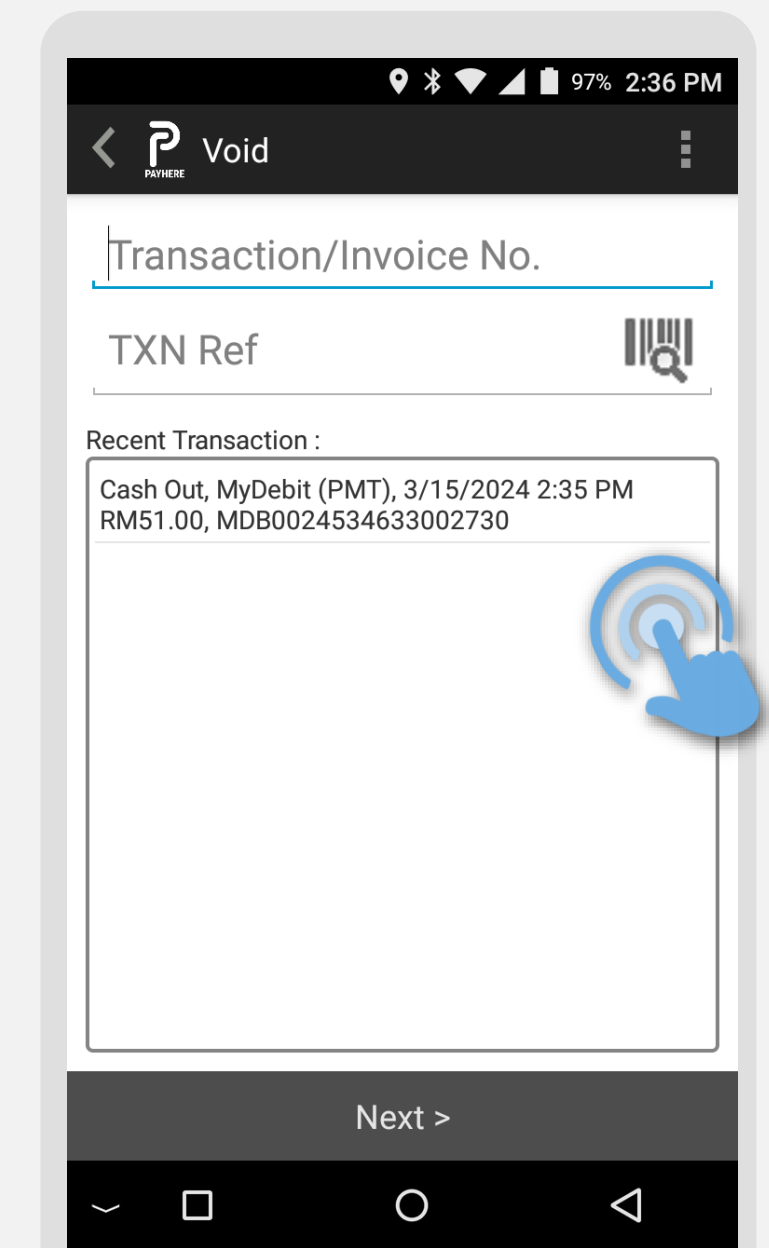 97% 2:36 PM
PAYHERE Void
Transaction/Invoice No.
TXN Ref
Recent Transaction :
Cash Out, MyDebit (PMT), 3/15/2024 2:35 PM
RM51.00, MDB0024534633002730
Next >